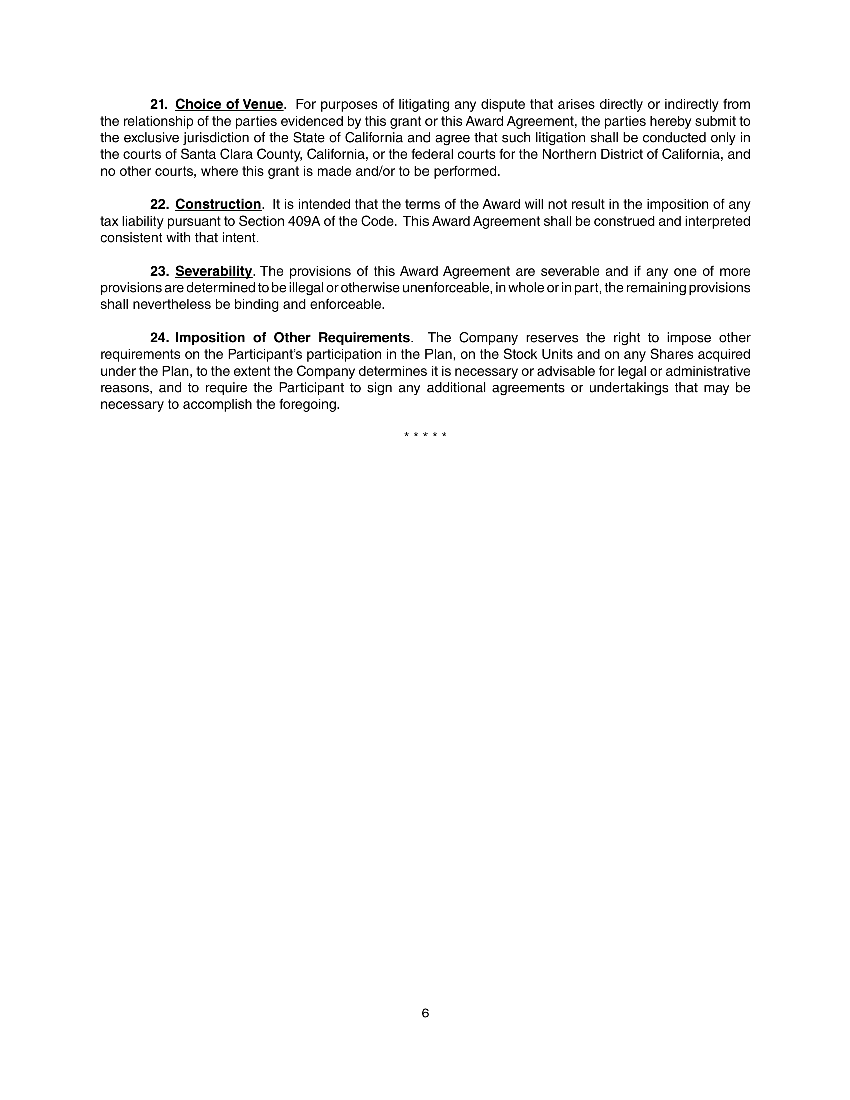 21. Choice of Venue. For purposes of litigating any dispute that arises directly or indirectly from
the relationship of the parties evidenced by this grant or this Award Agreement, the parties hereby submit to
the exclusive jurisdiction of the State of California and agree that such litigation shall be conducted only in
the courts of Santa Clara County, California, or the federal courts for the Northern District of California, and
no other courts, where this grant is made and/or to be performed.
22. Construction. It is intended that the terms of the Award will not result in the imposition of any
tax liability pursuant to Section 409A of the Code. This Award Agreement shall be construed and interpreted
consistent with that intent.
23. Severability. The provisions of this Award Agreement are severable and if any one of more
provisions are determined to be illegal or otherwise unenforceable, in whole or in part, the remaining provisions
shall nevertheless be binding and enforceable.
24. Imposition of Other Requirements. The Company reserves the right to impose other
requirements on the Participant's participation in the Plan, on the Stock Units and on any Shares acquired
under the Plan, to the extent the Company determines it is necessary or advisable for legal or administrative
reasons, and to require the Participant to sign any additional agreements or undertakings that may be
necessary to accomplish the foregoing.
* * * * *
6